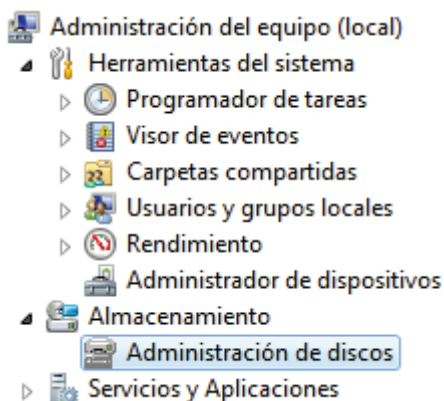 Administración del equipo (local)
Herramientas del sistema
Programador de tareas
Visor de eventos
Carpetas compartidas
Usuarios y grupos locales
Rendimiento
Administrador de dispositivos
Almacenamiento
Administración de discos
Servicios y Aplicaciones